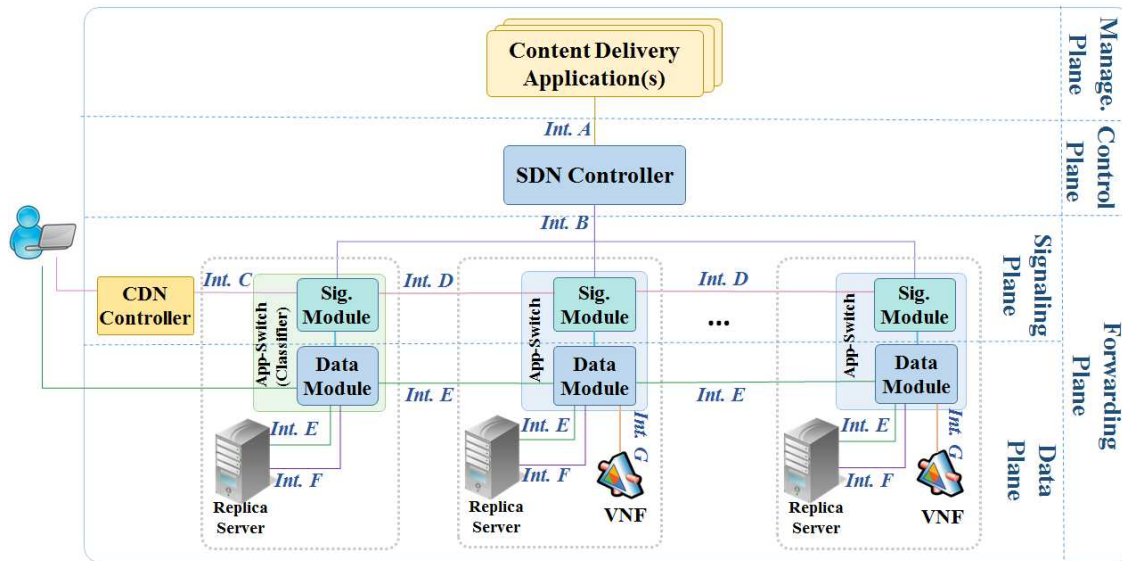 Content Delivery
Application(s)
Manage.
Plane
Int. A
SDN Controller
Control
Plane
Int. B
Int. C
Int. D
Int. D
CDN
Controller
App-Switch
(Classifier)
Sig.
Module
App-Switch
Sig.
Module
...
App-Switch
Sig.
Module
Signaling
Plane
Data
Module
Data
Module
Data
Module
Int. E
Int. E
Forwarding
Plane
Int. E
Int. F
Replica
Server
Int. E
Int. F
Int. G
Replica
Server
VNF
Int. E
Int. F
Int. G
Replica
Server
VNF
Data
Plane